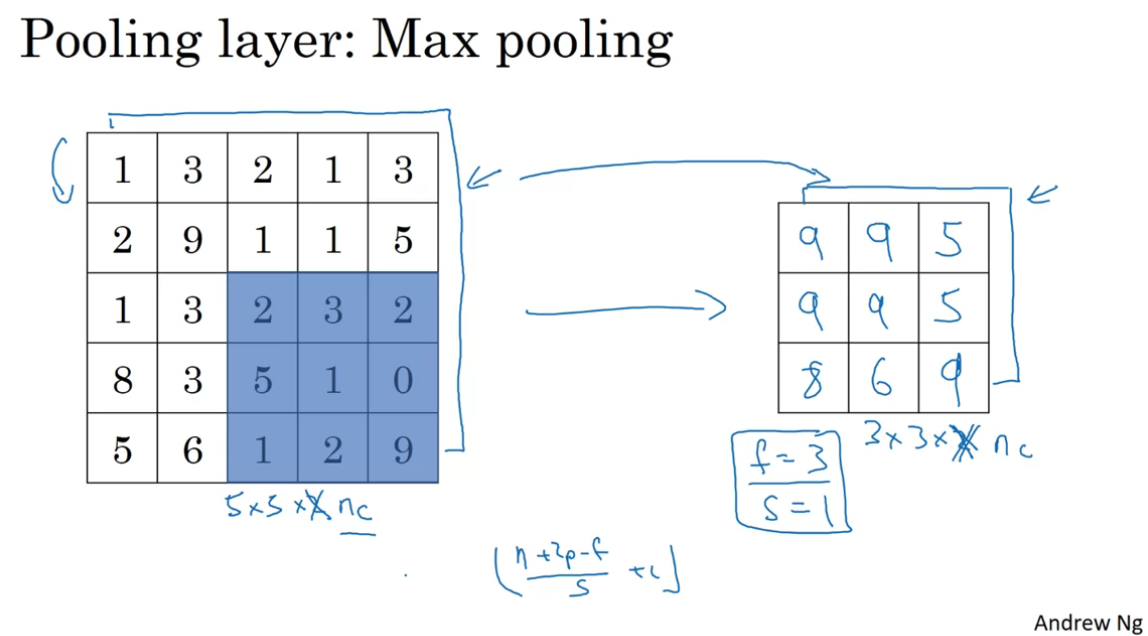 Pooling layer: Max pooling
1 3 2 1 3
2 9 1 1 5
1 3 2 3 2
8 3 5 1 0
5 6 1 2 9
5×5× nc
9 9 5
9 9 5
8 6 9
3×3× nc
f=3
s=1
⌊(n+2p-f)/s +1⌋
Andrew Ng